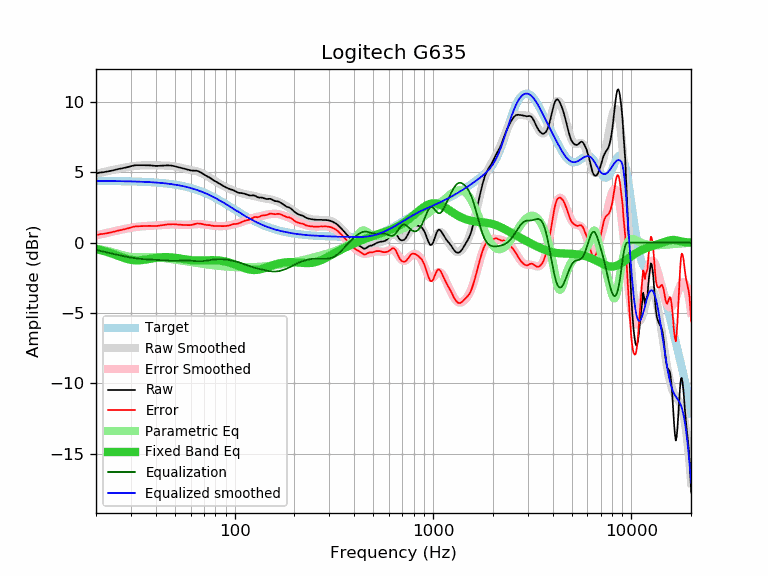 Logitech G635
Amplitude (dBr)
10
5
0
−5
−10
−15
Target
Raw Smoothed
Error Smoothed
Raw
Error
Parametric Eq
Fixed Band Eq
Equalization
Equalized smoothed
100
1000
10000
Frequency (Hz)